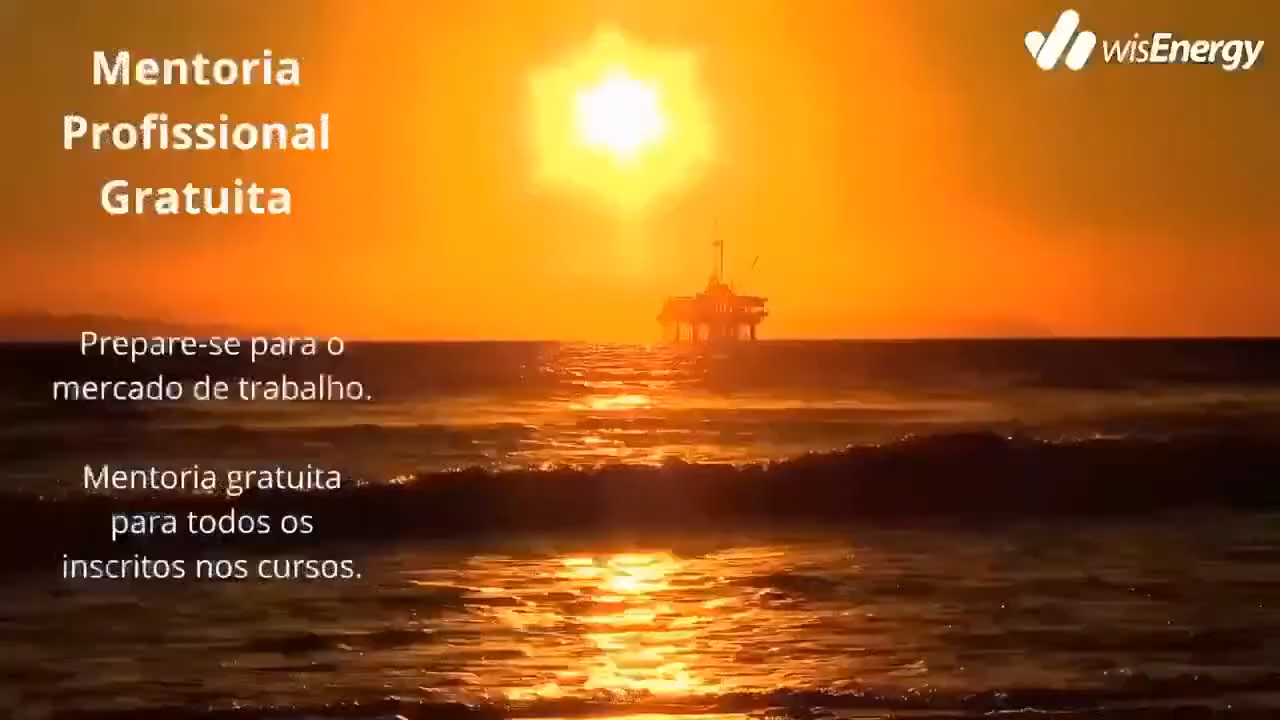 Mentoria
Profissional
Gratuita
wisEnergy
Prepare-se para o
mercado de trabalho.
Mentoria gratuita
para todos os
inscritos nos cursos.